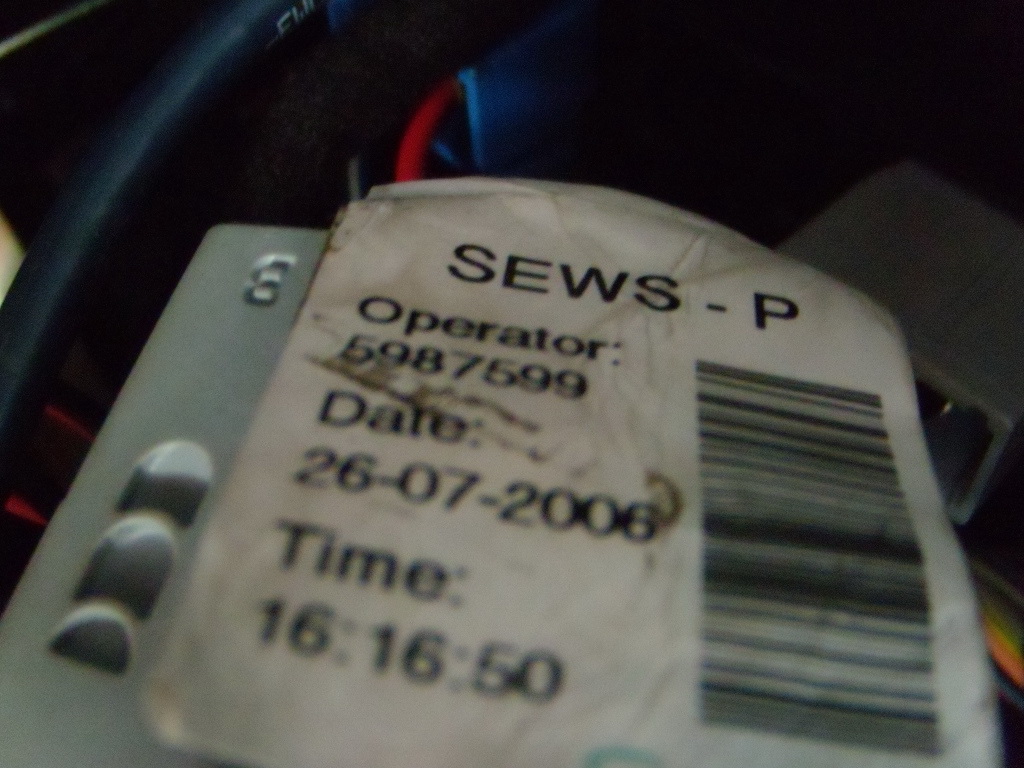 SEWS - P
Operator:
5987599
Date:
26-07-2006
Time:
16:16:50